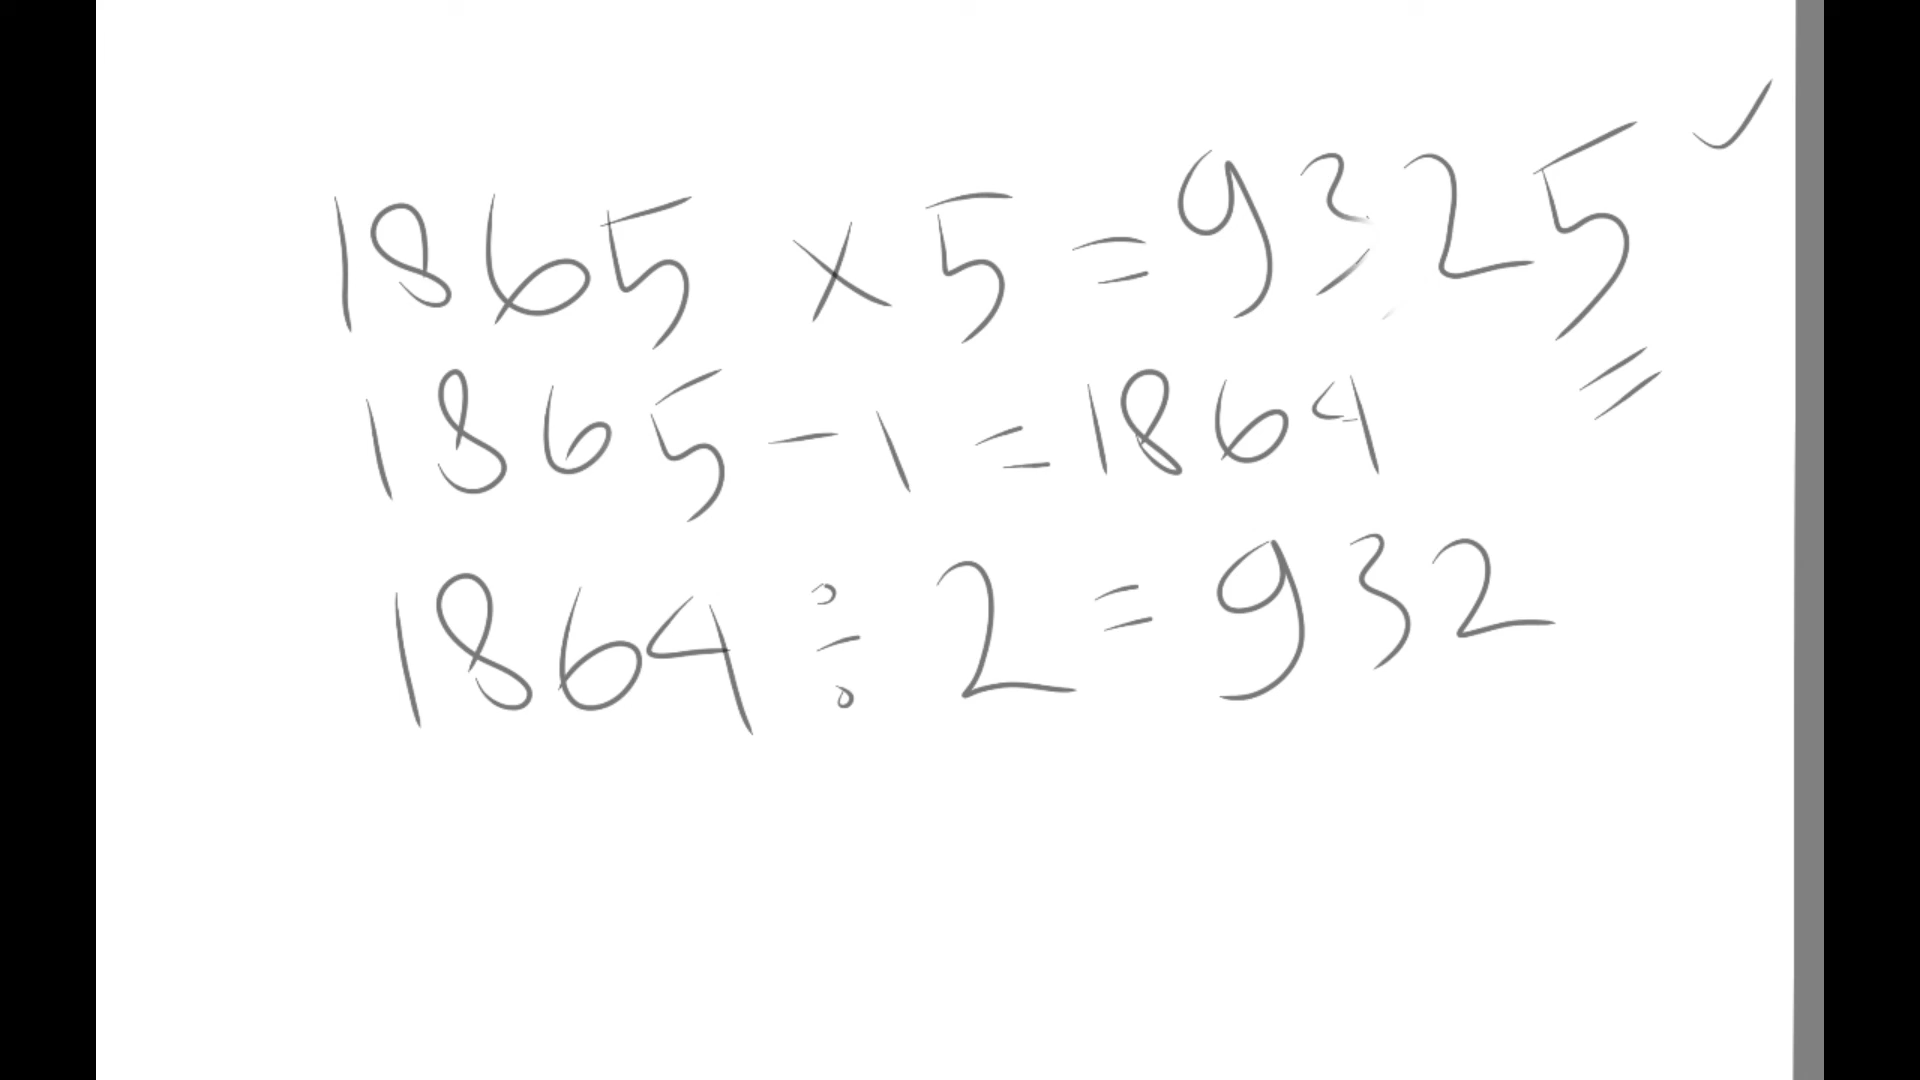 1865 × 5 = 9325 ✓
1865 - 1 = 1864 =
1864 ÷ 2 = 932